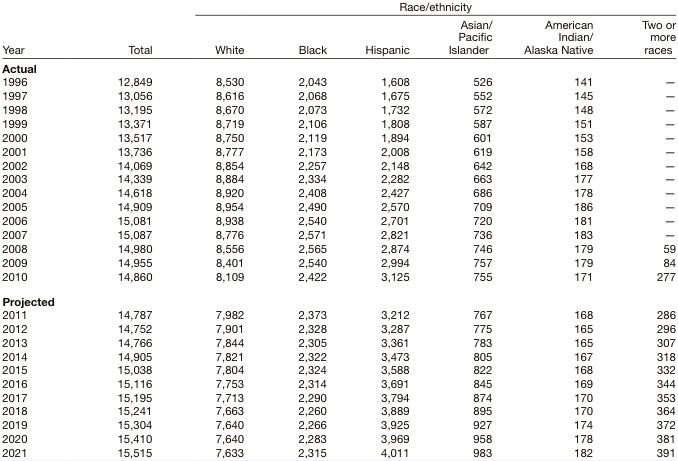 Race/ethnicity
Asian/ American Two or
Pacific Indian/ more
Year Total White Black Hispanic Islander Alaska Native races
Actual
1996 12,849 8,530 2,043 1,608 526 141 —
1997 13,056 8,616 2,068 1,675 552 145 —
1998 13,195 8,670 2,073 1,732 572 148 —
1999 13,371 8,719 2,106 1,808 587 151 —
2000 13,517 8,750 2,119 1,894 601 153 —
2001 13,736 8,777 2,173 2,008 619 158 —
2002 14,069 8,854 2,257 2,148 642 168 —
2003 14,339 8,884 2,334 2,282 663 177 —
2004 14,618 8,920 2,408 2,427 686 178 —
2005 14,909 8,954 2,490 2,570 709 186 —
2006 15,081 8,938 2,540 2,701 720 181 —
2007 15,087 8,776 2,571 2,821 736 183 —
2008 14,980 8,556 2,565 2,874 746 179 59
2009 14,955 8,401 2,540 2,994 757 179 84
2010 14,860 8,109 2,422 3,125 755 171 277
Projected
2011 14,787 7,982 2,373 3,212 767 168 286
2012 14,752 7,901 2,328 3,287 775 165 296
2013 14,766 7,844 2,305 3,361 783 165 307
2014 14,905 7,821 2,322 3,473 805 167 318
2015 15,038 7,804 2,324 3,588 822 168 332
2016 15,116 7,753 2,314 3,691 845 169 344
2017 15,195 7,713 2,290 3,794 874 170 353
2018 15,241 7,663 2,260 3,889 895 170 364
2019 15,304 7,640 2,266 3,925 927 174 372
2020 15,410 7,640 2,283 3,969 958 178 381
2021 15,515 7,633 2,315 4,011 983 182 391